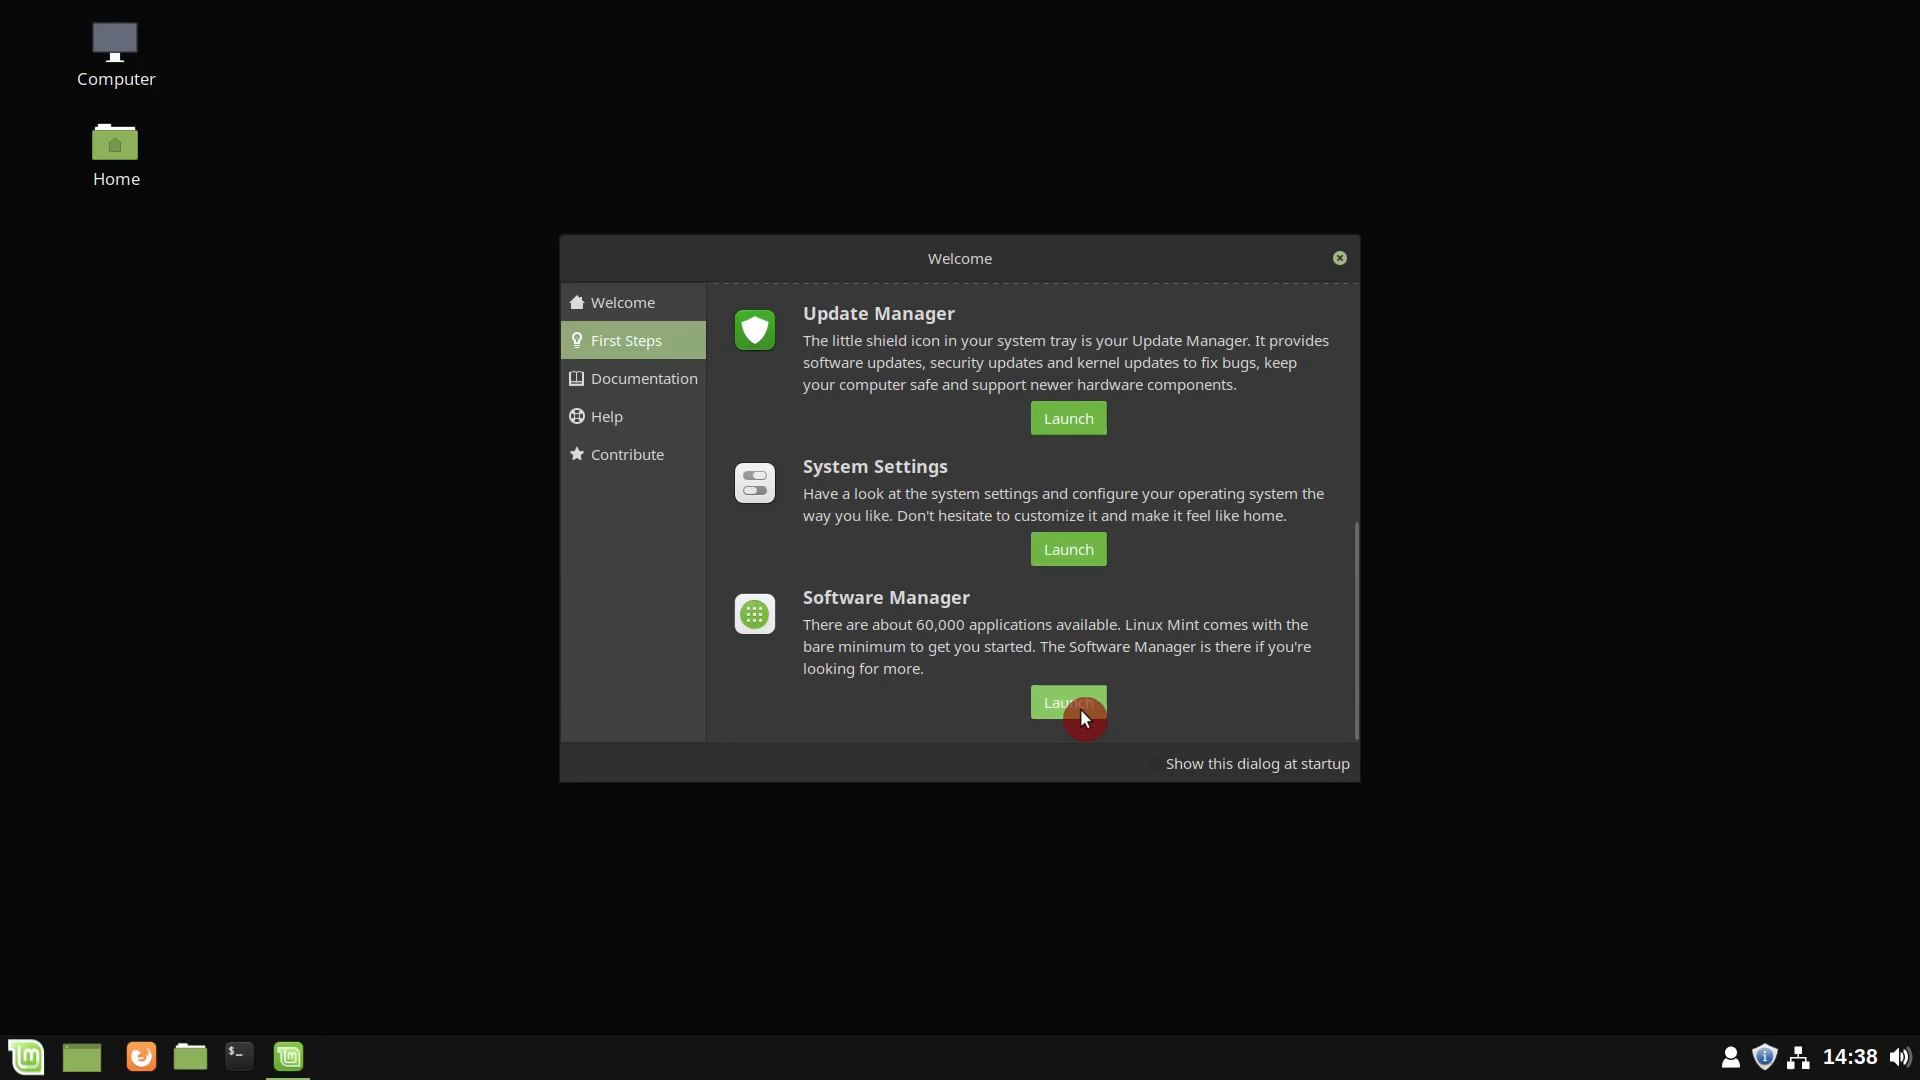 Computer
Home
Welcome
Welcome
First Steps
Documentation
Help
Contribute
Update Manager
The little shield icon in your system tray is your Update Manager. It provides
software updates, security updates and kernel updates to fix bugs, keep
your computer safe and support newer hardware components.
Launch
System Settings
Have a look at the system settings and configure your operating system the
way you like. Don't hesitate to customize it and make it feel like home.
Launch
Software Manager
There are about 60,000 applications available. Linux Mint comes with the
bare minimum to get you started. The Software Manager is there if you're
looking for more.
Launch
Show this dialog at startup
$_
14:38